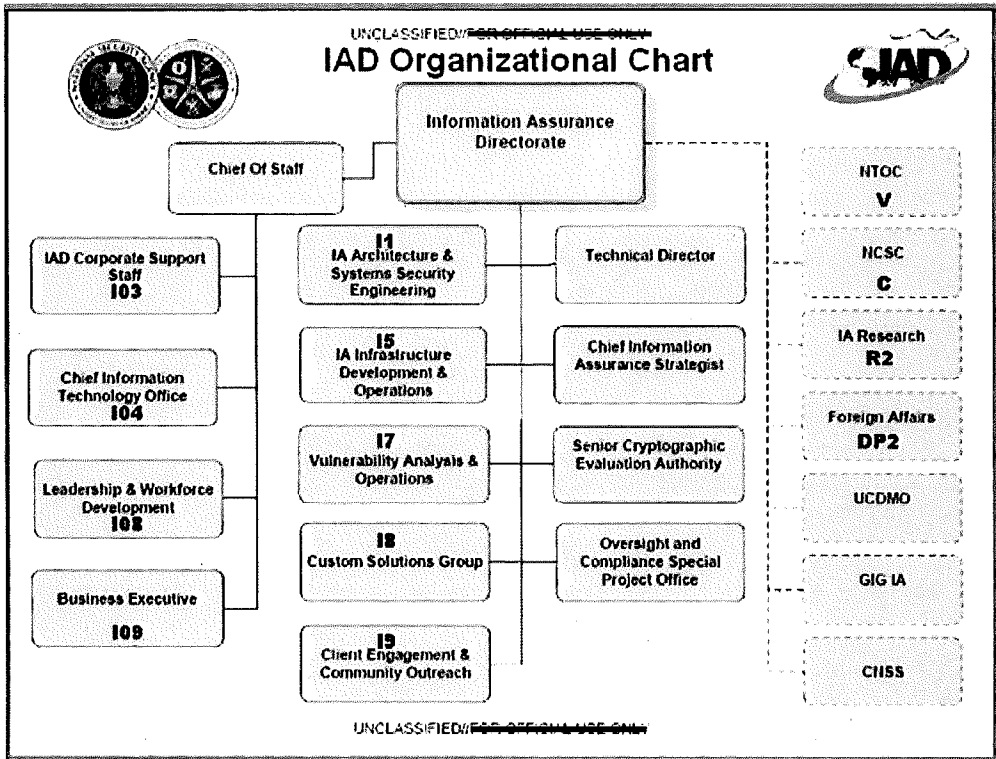 UNCLASSIFIED//FOR OFFICIAL USE ONLY
IAD Organizational Chart
IAD
Information Assurance
Directorate
Chief Of Staff
IAD Corporate Support
Staff
I03
Chief Information
Technology Office
I04
Leadership & Workforce
Development
I08
Business Executive
I09
I1
IA Architecture &
Systems Security
Engineering
I5
IA Infrastructure
Development &
Operations
I7
Vulnerability Analysis &
Operations
I8
Custom Solutions Group
I9
Client Engagement &
Community Outreach
Technical Director
Chief Information
Assurance Strategist
Senior Cryptographic
Evaluation Authority
Oversight and
Compliance Special
Project Office
NTOC
V
NCSC
C
IA Research
R2
Foreign Affairs
DP2
UCDMO
GIG IA
CNSS
UNCLASSIFIED//FOR OFFICIAL USE ONLY